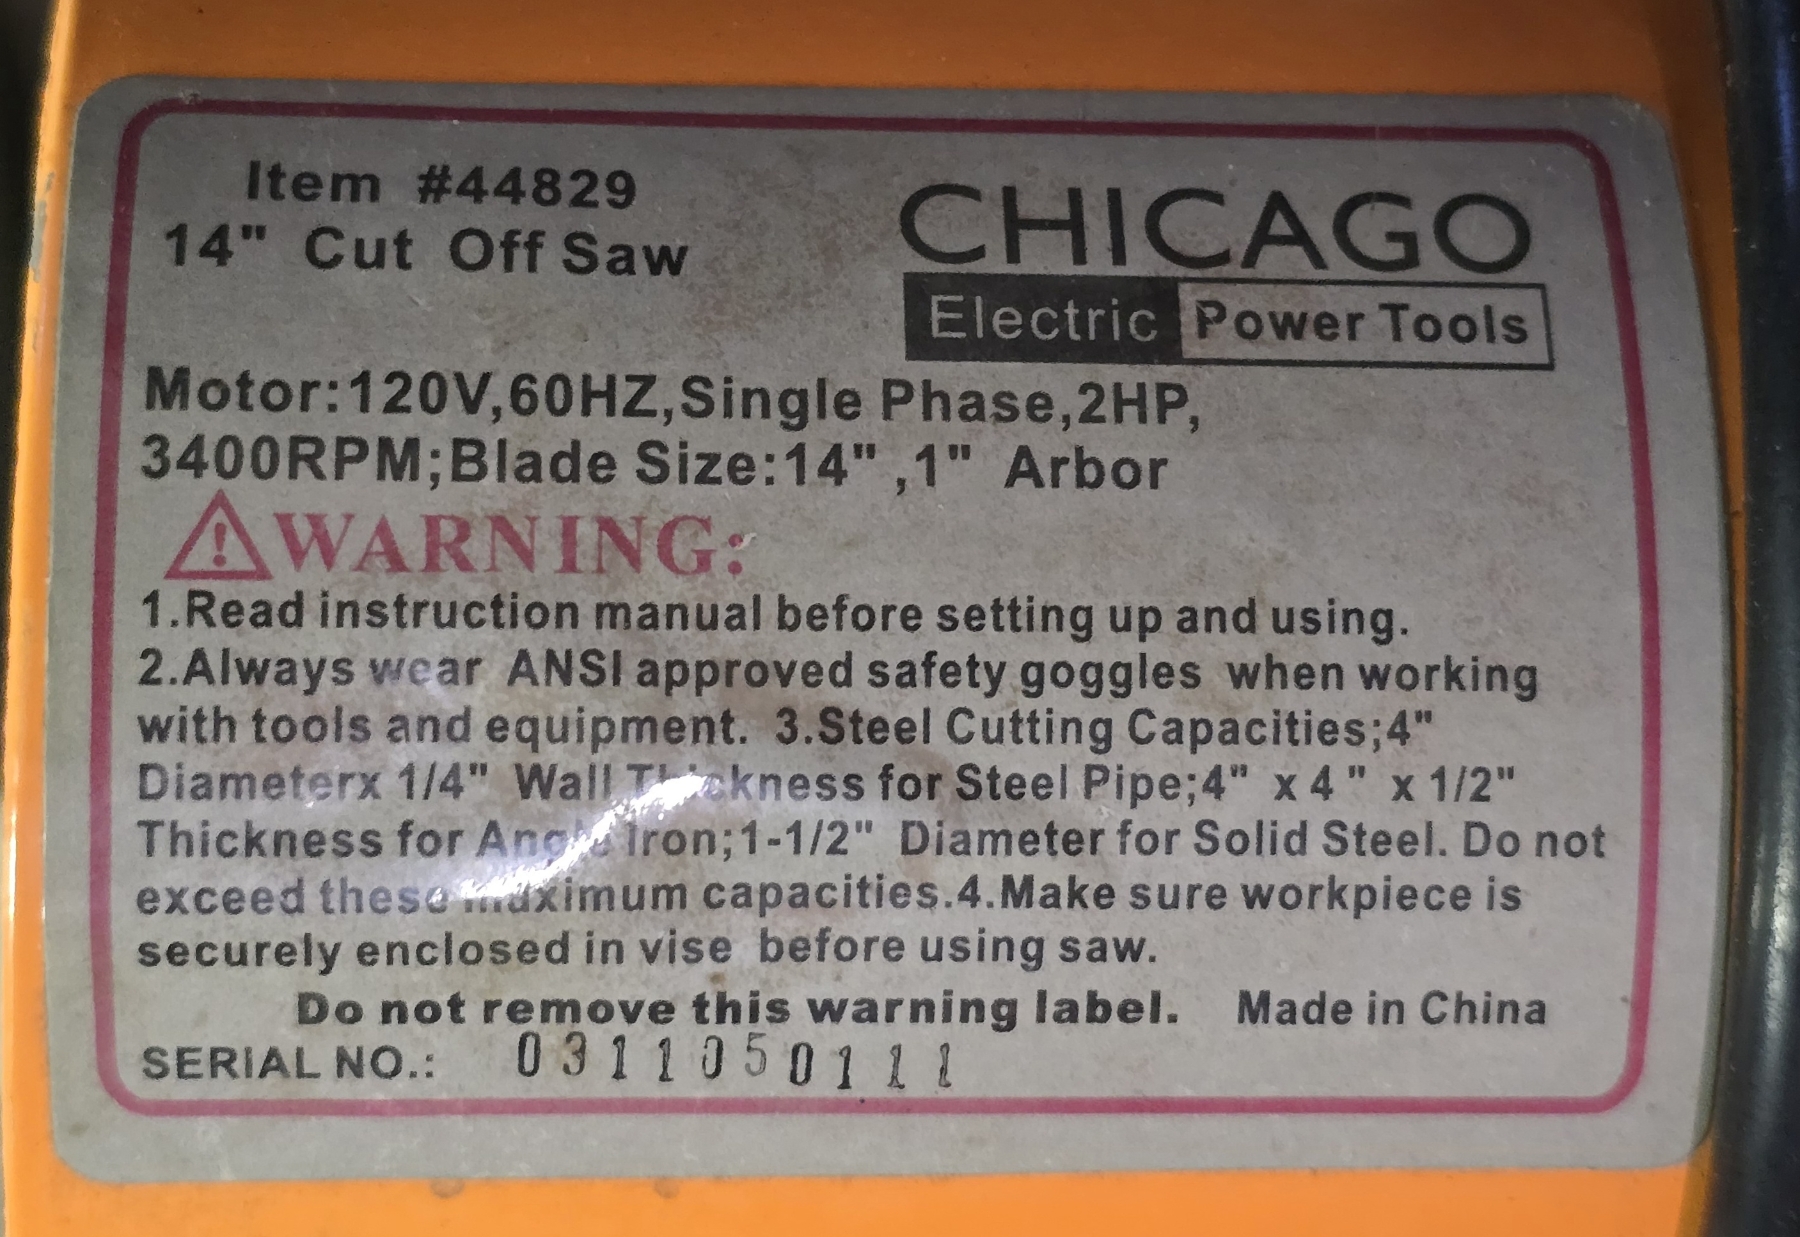 Item #44829
14" Cut Off Saw
CHICAGO
Electric Power Tools
Motor:120V,60HZ,Single Phase,2HP,
3400RPM;Blade Size:14",1" Arbor
WARNING:
1.Read instruction manual before setting up and using.
2.Always wear ANSI approved safety goggles when working
with tools and equipment. 3.Steel Cutting Capacities;4"
Diameterx 1/4" Wall Thickness for Steel Pipe;4" x 4" x 1/2"
Thickness for Angle Iron;1-1/2" Diameter for Solid Steel. Do not
exceed these maximum capacities.4.Make sure workpiece is
securely enclosed in vise before using saw.
Do not remove this warning label. Made in China
SERIAL NO.: 0311050111